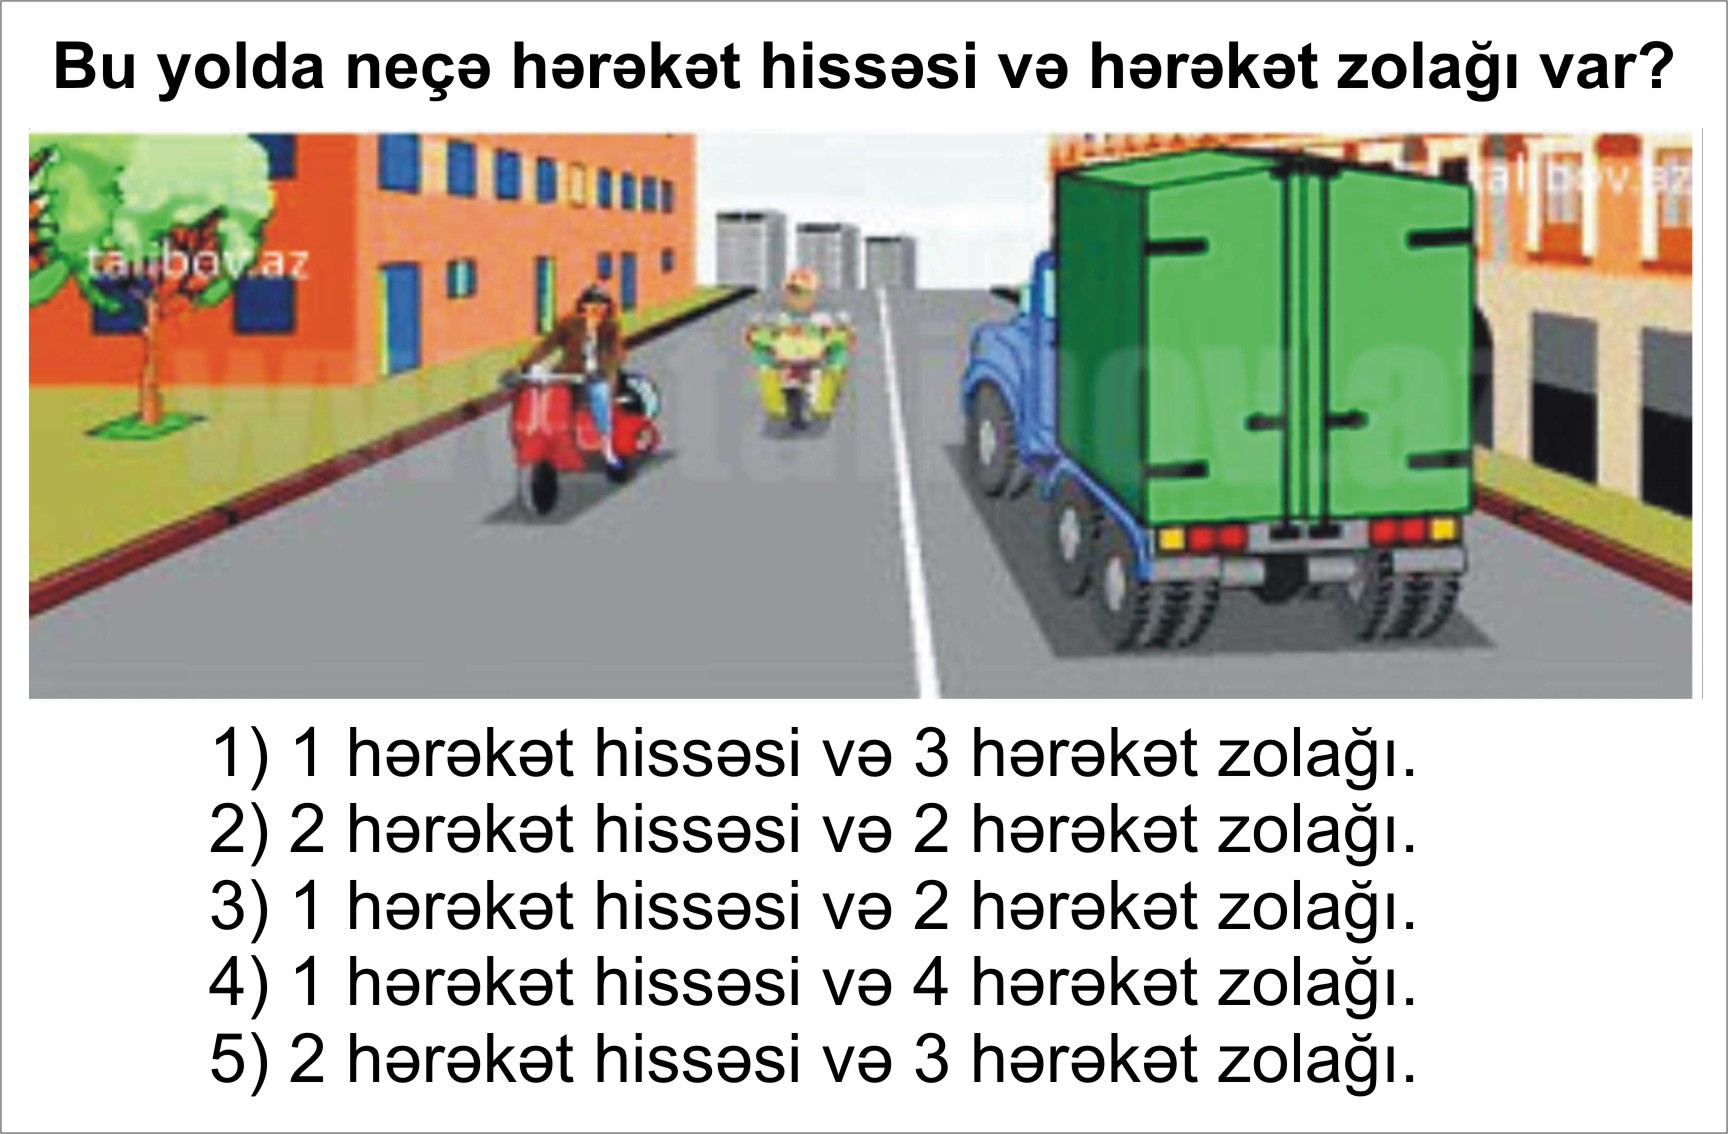 Bu yolda neçə hərəkət hissəsi və hərəkət zolağı var?
talibov.az
talibov.az
1) 1 hərəkət hissəsi və 3 hərəkət zolağı.
2) 2 hərəkət hissəsi və 2 hərəkət zolağı.
3) 1 hərəkət hissəsi və 2 hərəkət zolağı.
4) 1 hərəkət hissəsi və 4 hərəkət zolağı.
5) 2 hərəkət hissəsi və 3 hərəkət zolağı.